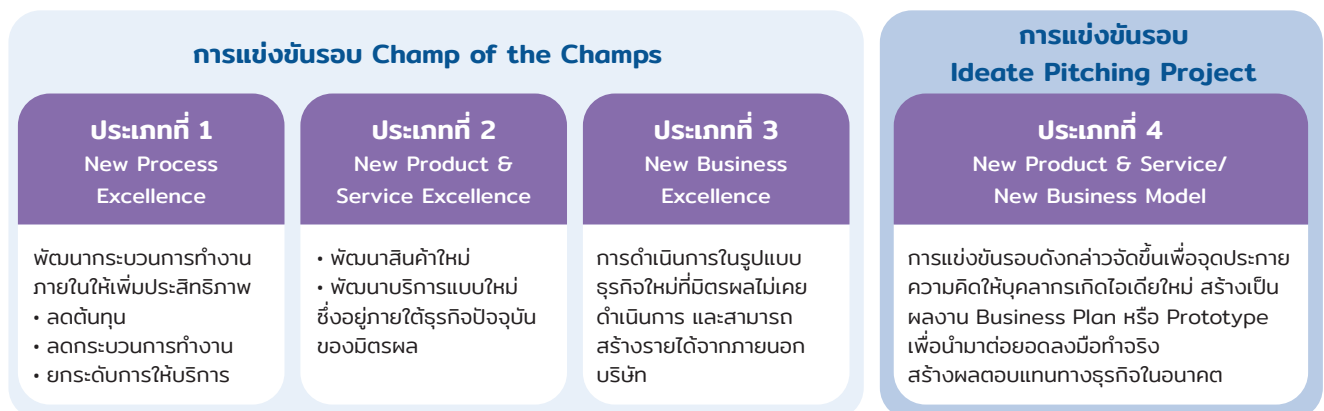 การแข่งขันรอบ Champ of the Champs
ประเภทที่ 1
New Process
Excellence
พัฒนากระบวนการทำงาน
ภายในให้เพิ่มประสิทธิภาพ
• ลดต้นทุน
• ลดกระบวนการทำงาน
• ยกระดับการให้บริการ
ประเภทที่ 2
New Product &
Service Excellence
• พัฒนาสินค้าใหม่
• พัฒนาบริการแบบใหม่
ซึ่งอยู่ภายใต้ธุรกิจปัจจุบัน
ของมิตรผล
ประเภทที่ 3
New Business
Excellence
การดำเนินการในรูปแบบ
ธุรกิจใหม่ที่มิตรผลไม่เคย
ดำเนินการ และสามารถ
สร้างรายได้จากภายนอก
บริษัท
การแข่งขันรอบ
Ideate Pitching Project
ประเภทที่ 4
New Product & Service/
New Business Model
การแข่งขันรอบดังกล่าวจัดขึ้นเพื่อจุดประกาย
ความคิดให้บุคลากรเกิดไอเดียใหม่ สร้างเป็น
ผลงาน Business Plan หรือ Prototype
เพื่อนำมาต่อยอดลงมือทำจริง
สร้างผลตอบแทนทางธุรกิจในอนาคต